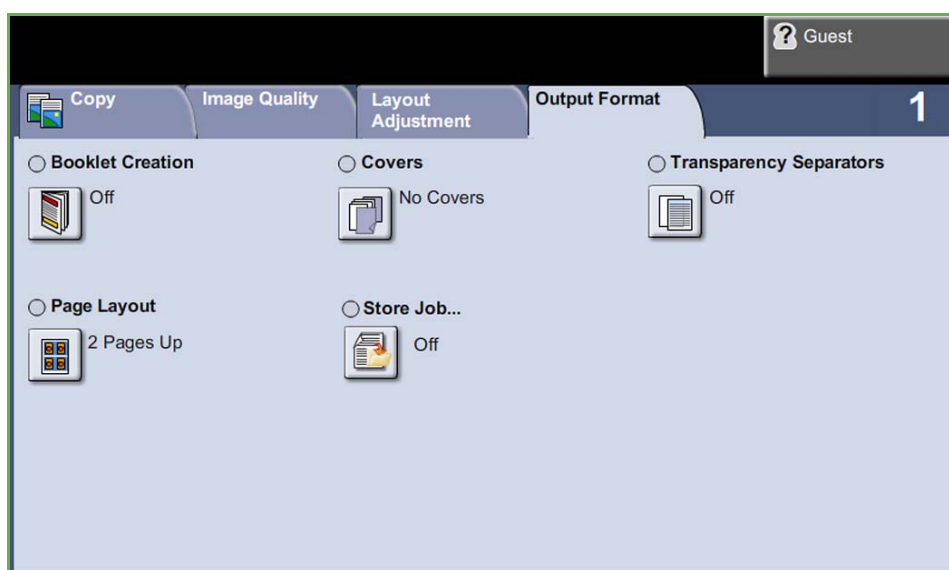 ? Guest
Copy
Image Quality
Layout
Adjustment
Output Format
1
Booklet Creation
Off
Covers
No Covers
Transparency Separators
Off
Page Layout
2 Pages Up
Store Job...
Off